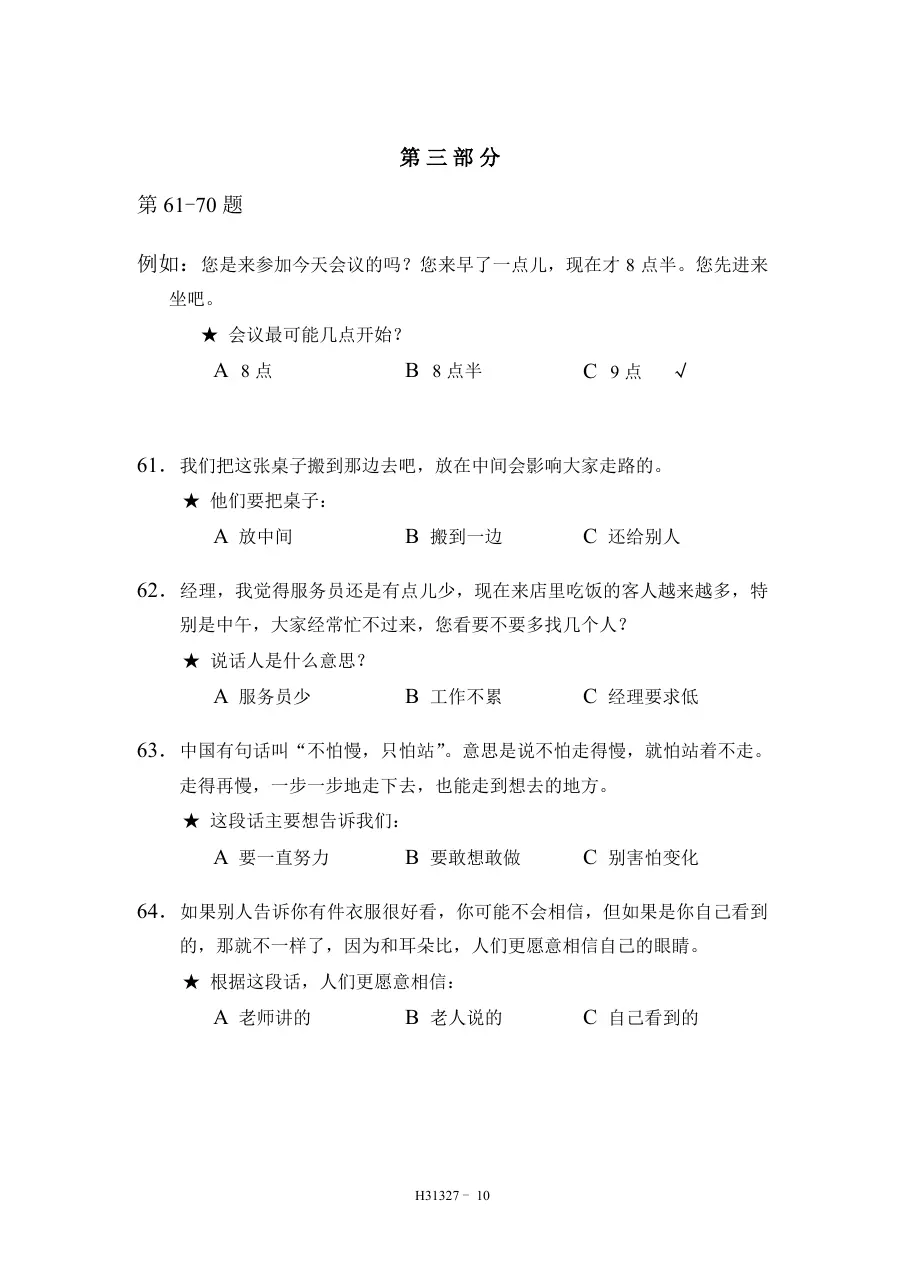 第三部分
第 61-70 题
例如：您是来参加今天会议的吗？您来早了一点儿，现在才 8 点半。您先进来
坐吧。
★ 会议最可能几点开始？
A 8 点 B 8 点半 C 9 点 √
61．我们把这张桌子搬到那边去吧，放在中间会影响大家走路的。
★ 他们要把桌子：
A 放中间 B 搬到一边 C 还给别人
62．经理，我觉得服务员还是有点儿少，现在来店里吃饭的客人越来越多，特
别是中午，大家经常忙不过来，您看要不要多找几个人？
★ 说话人是什么意思？
A 服务员少 B 工作不累 C 经理要求低
63．中国有句话叫“不怕慢，只怕站”。意思是说不怕走得慢，就怕站着不走。
走得再慢，一步一步地走下去，也能走到想去的地方。
★ 这段话主要想告诉我们：
A 要一直努力 B 要敢想敢做 C 别害怕变化
64．如果别人告诉你有件衣服很好看，你可能不会相信，但如果是你自己看到
的，那就不一样了，因为和耳朵比，人们更愿意相信自己的眼睛。
★ 根据这段话，人们更愿意相信：
A 老师讲的 B 老人说的 C 自己看到的
H31327- 10